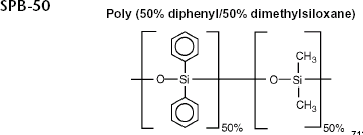 SPB-50
Poly (50% diphenyl/50% dimethylsiloxane)
CH₃
O Si O Si
CH₃
50% 50%